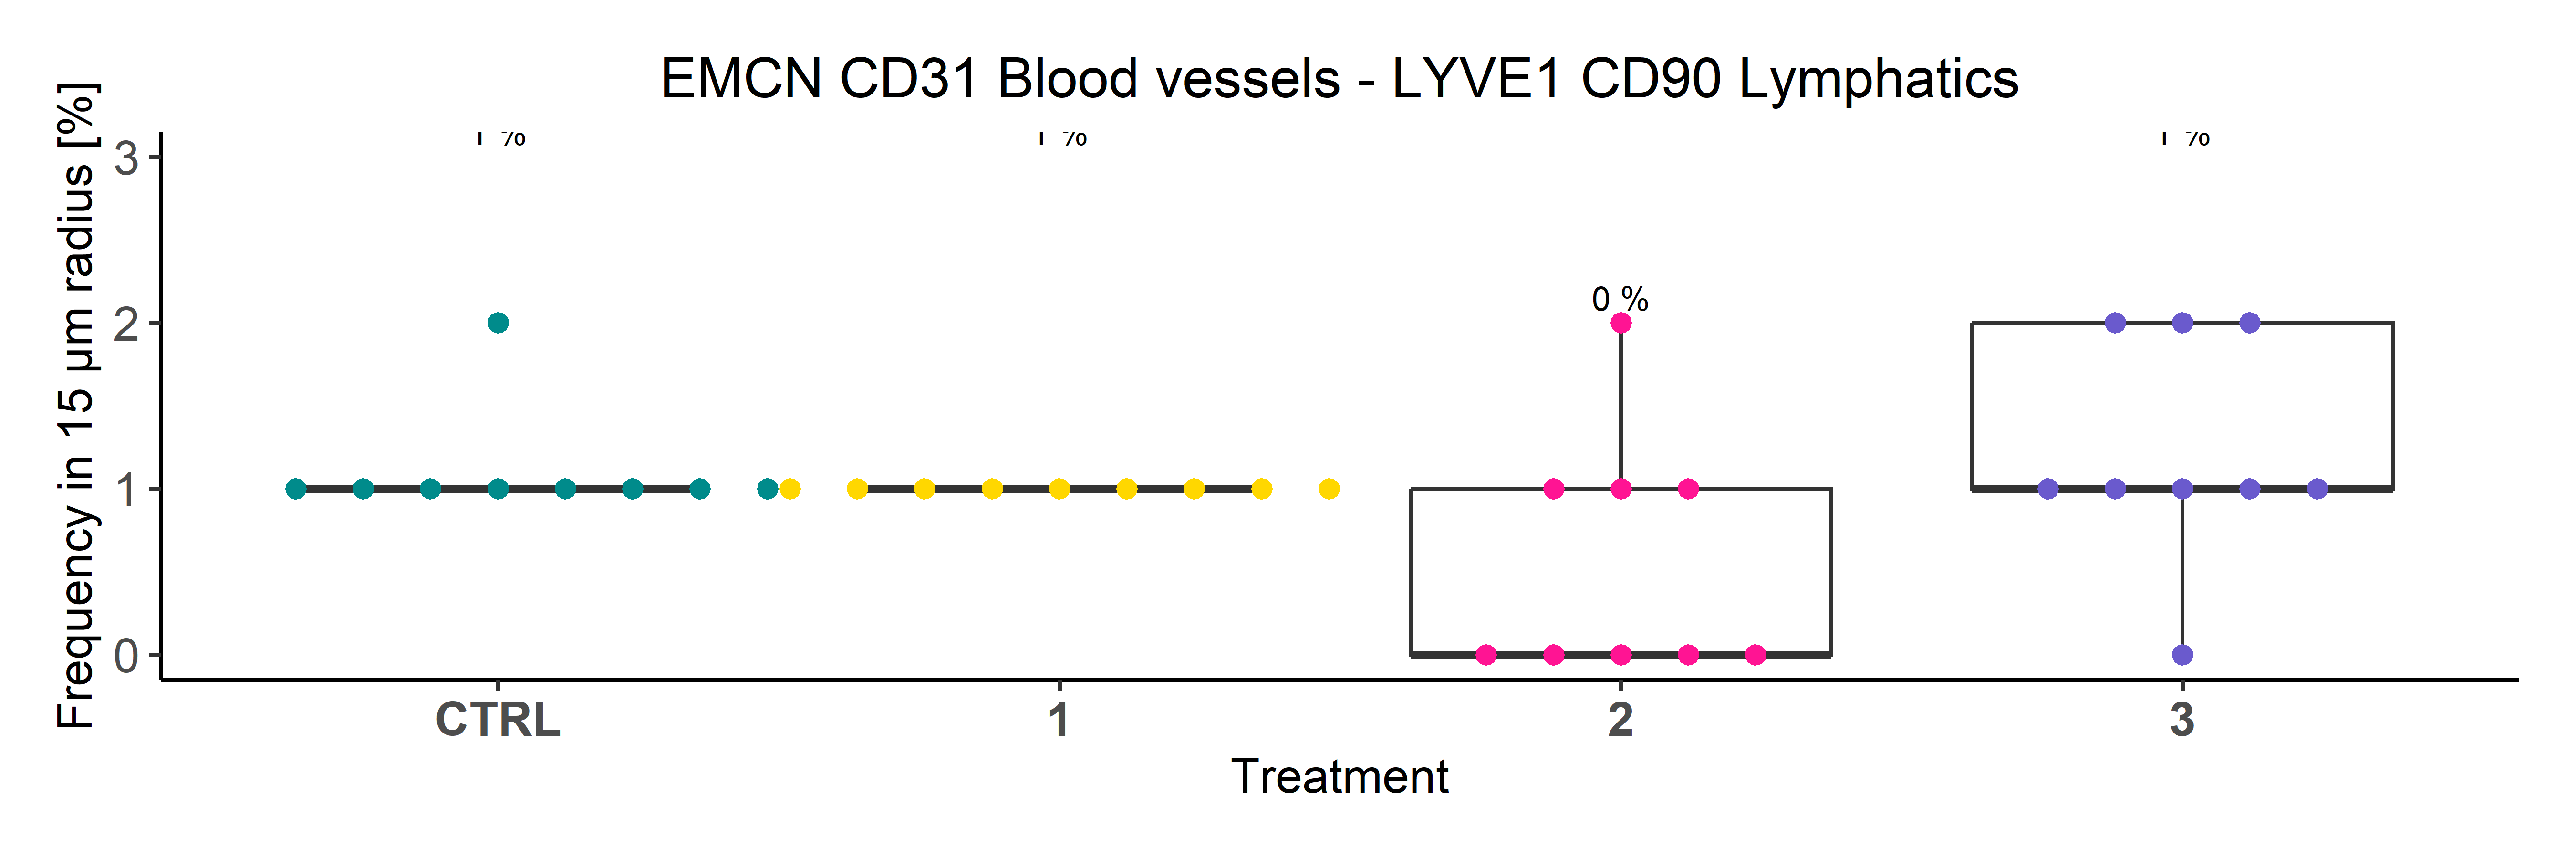 EMCN CD31 Blood vessels - LYVE1 CD90 Lymphatics
Frequency in 15 µm radius [%]
3
2
1
0
0 %
CTRL
1
2
3
Treatment